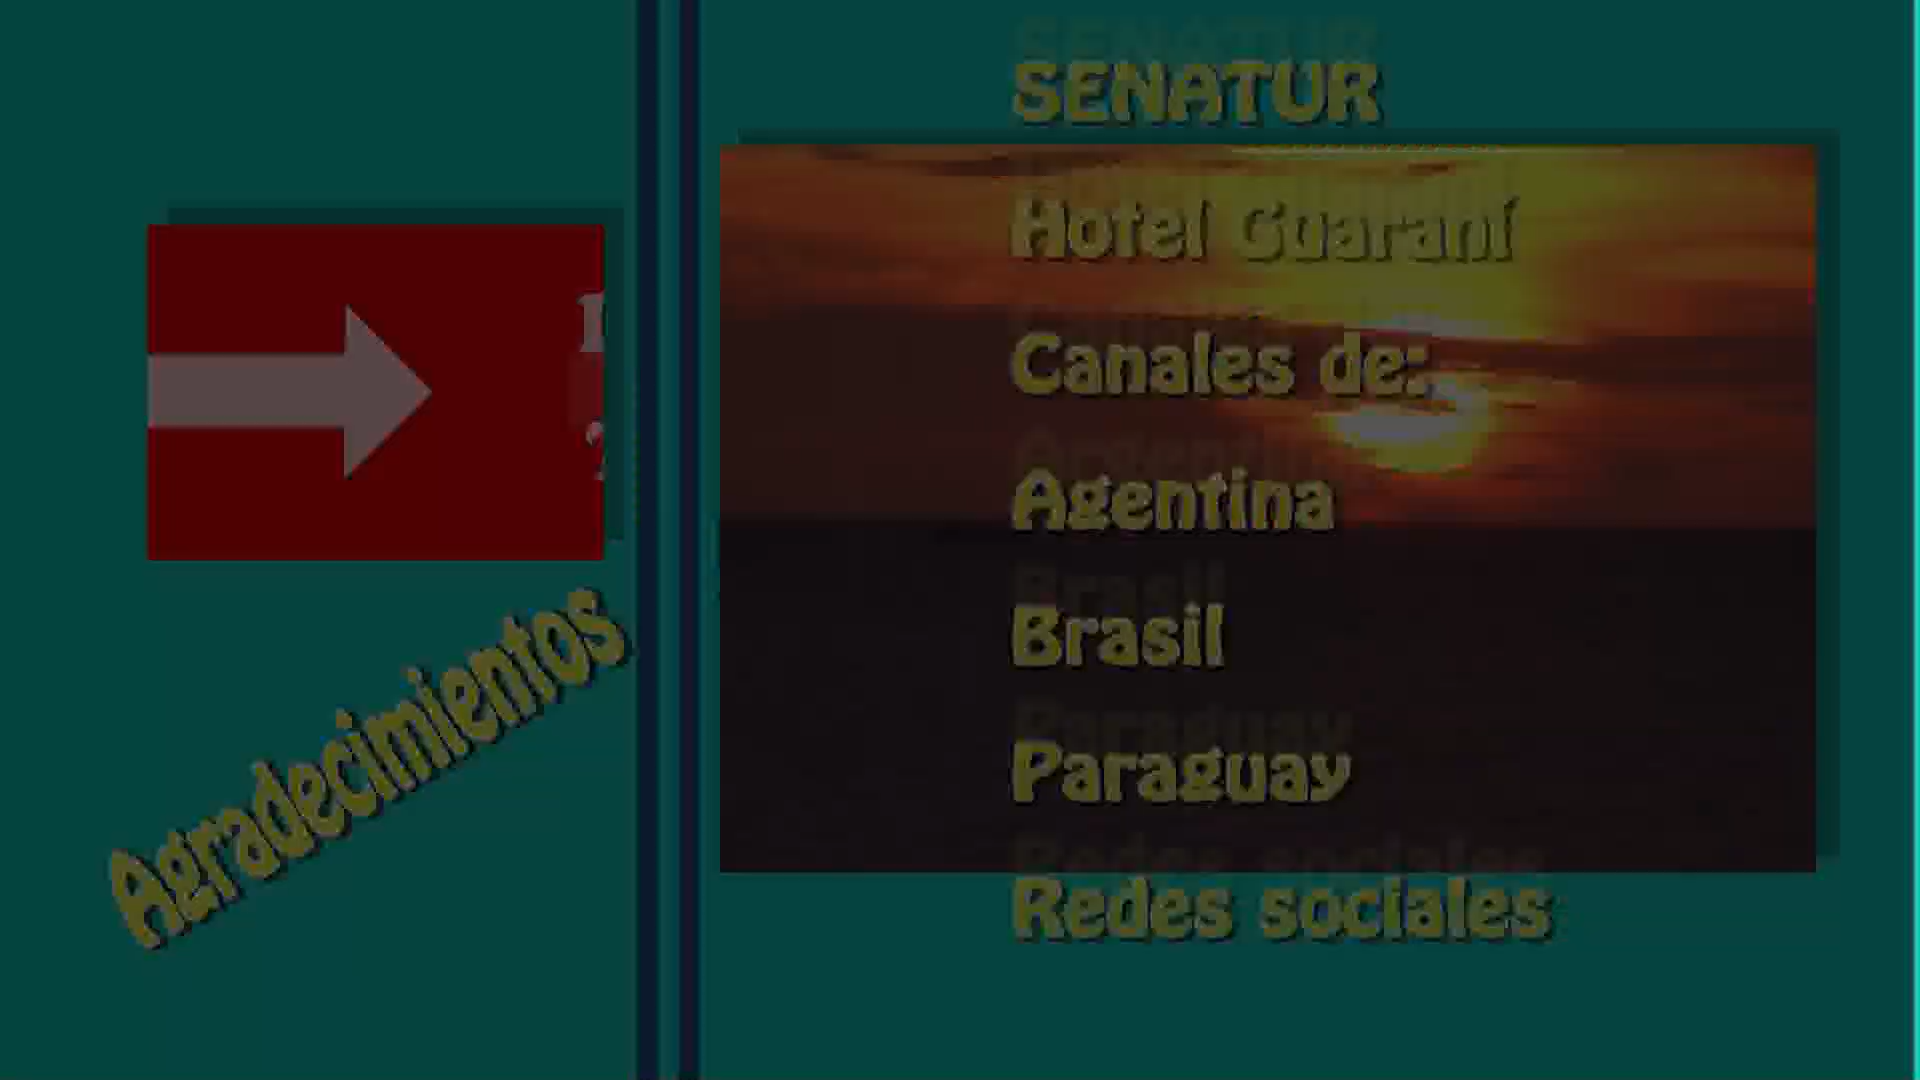 SENATUR
Hotel Guaraní
Canales de:
Agentina
Brasil
Paraguay
Redes sociales
Agradecimientos